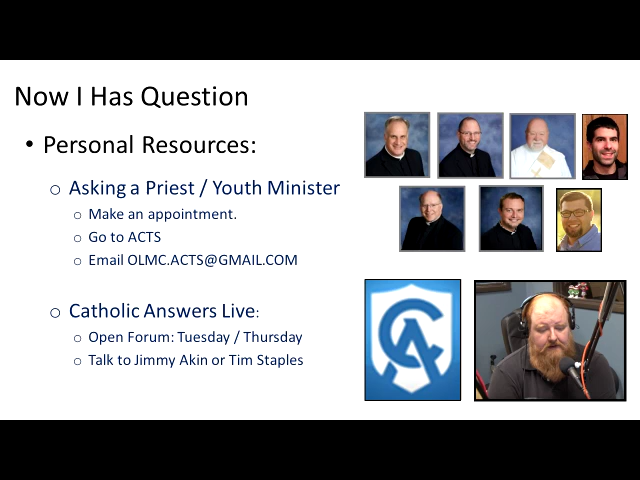 Now I Has Question
• Personal Resources:
o Asking a Priest / Youth Minister
o Make an appointment.
o Go to ACTS
o Email OLMC.ACTS@GMAIL.COM
o Catholic Answers Live:
o Open Forum: Tuesday / Thursday
o Talk to Jimmy Akin or Tim Staples
CA